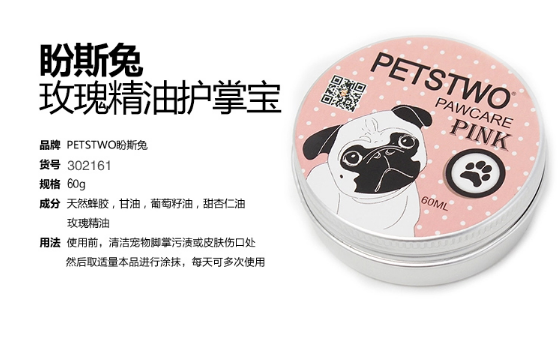 盼斯兔
玫瑰精油护掌宝
品牌 PETSTWO盼斯兔
货号 302161
规格 60g
成分 天然蜂胶，甘油，葡萄籽油，甜杏仁油
玫瑰精油
用法 使用前，清洁宠物脚掌污渍或皮肤伤口处
然后取适量本品进行涂抹，每天可多次使用
PETSTWO®
PAWCARE
PINK
60ML